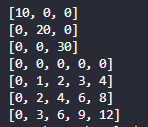 [10, 0, 0]
[0, 20, 0]
[0, 0, 30]
[0, 0, 0, 0, 0]
[0, 1, 2, 3, 4]
[0, 2, 4, 6, 8]
[0, 3, 6, 9, 12]